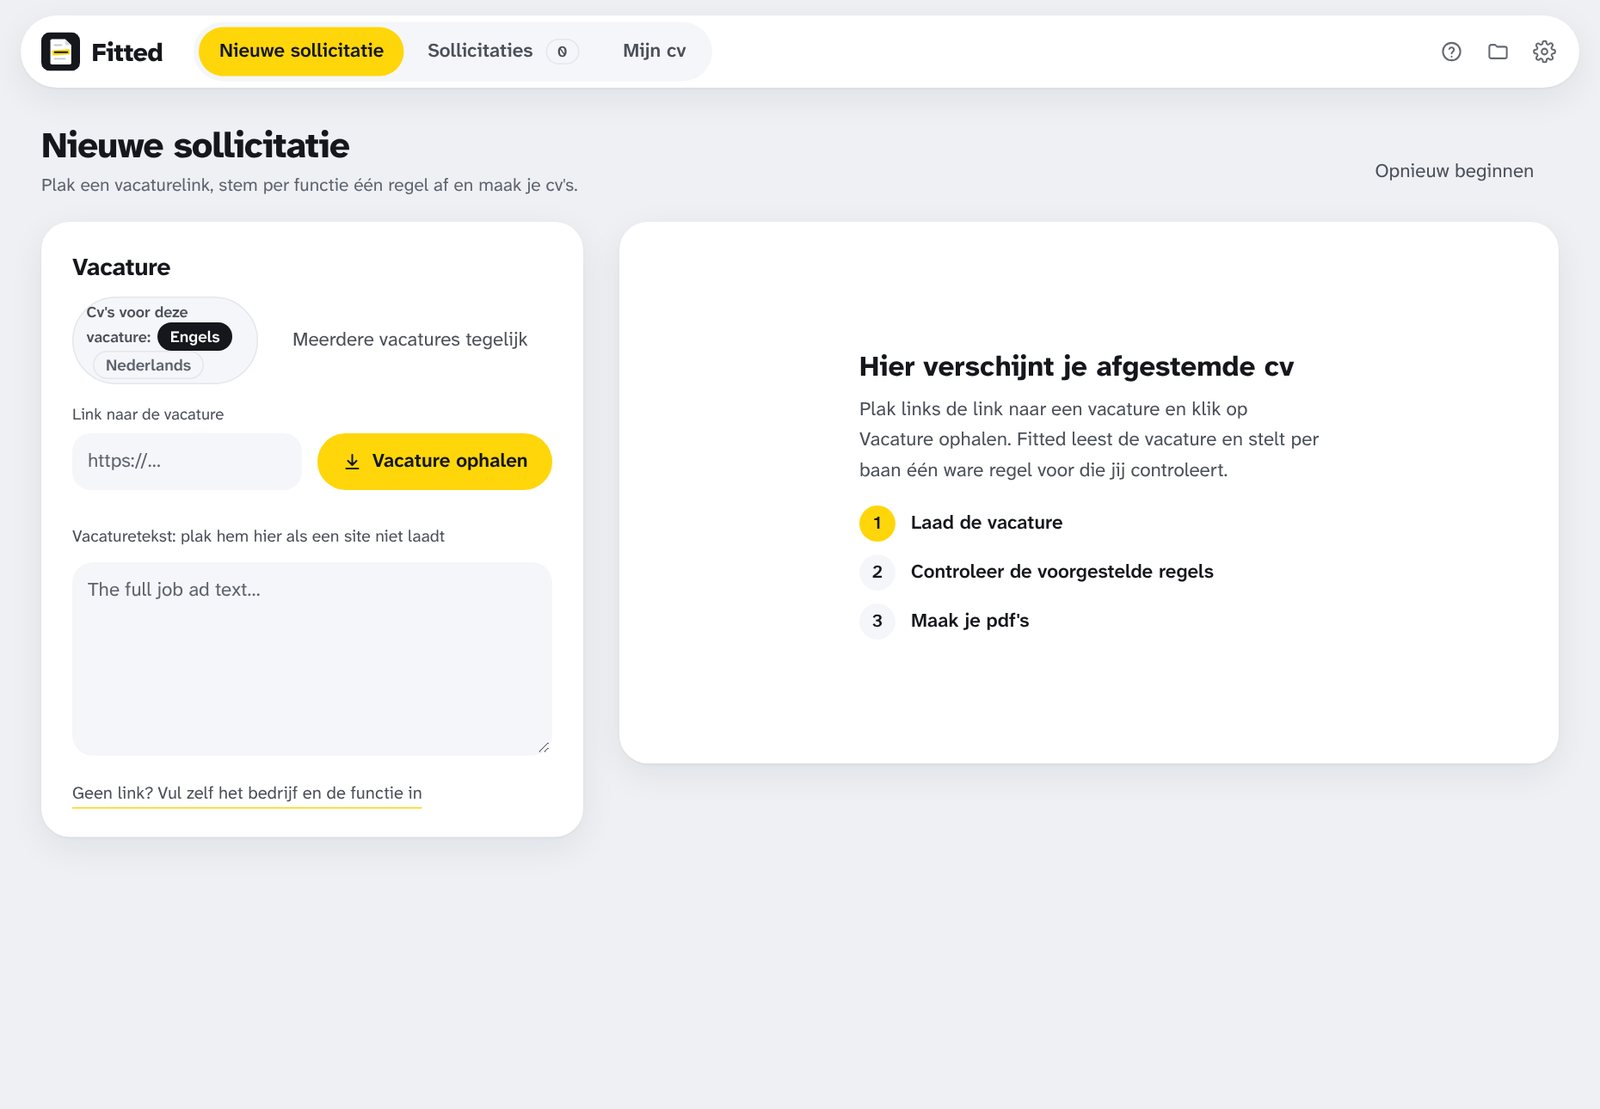 Fitted
Nieuwe sollicitatie
Sollicitaties 0
Mijn cv
Nieuwe sollicitatie
Plak een vacaturelink, stem per functie één regel af en maak je cv's.
Opnieuw beginnen
Vacature
Cv's voor deze
vacature: Engels
Nederlands
Meerdere vacatures tegelijk
Link naar de vacature
https://...
Vacature ophalen
Vacaturetekst: plak hem hier als een site niet laadt
The full job ad text...
Geen link? Vul zelf het bedrijf en de functie in
Hier verschijnt je afgestemde cv
Plak links de link naar een vacature en klik op
Vacature ophalen. Fitted leest de vacature en stelt per
baan één ware regel voor die jij controleert.
1 Laad de vacature
2 Controleer de voorgestelde regels
3 Maak je pdf's